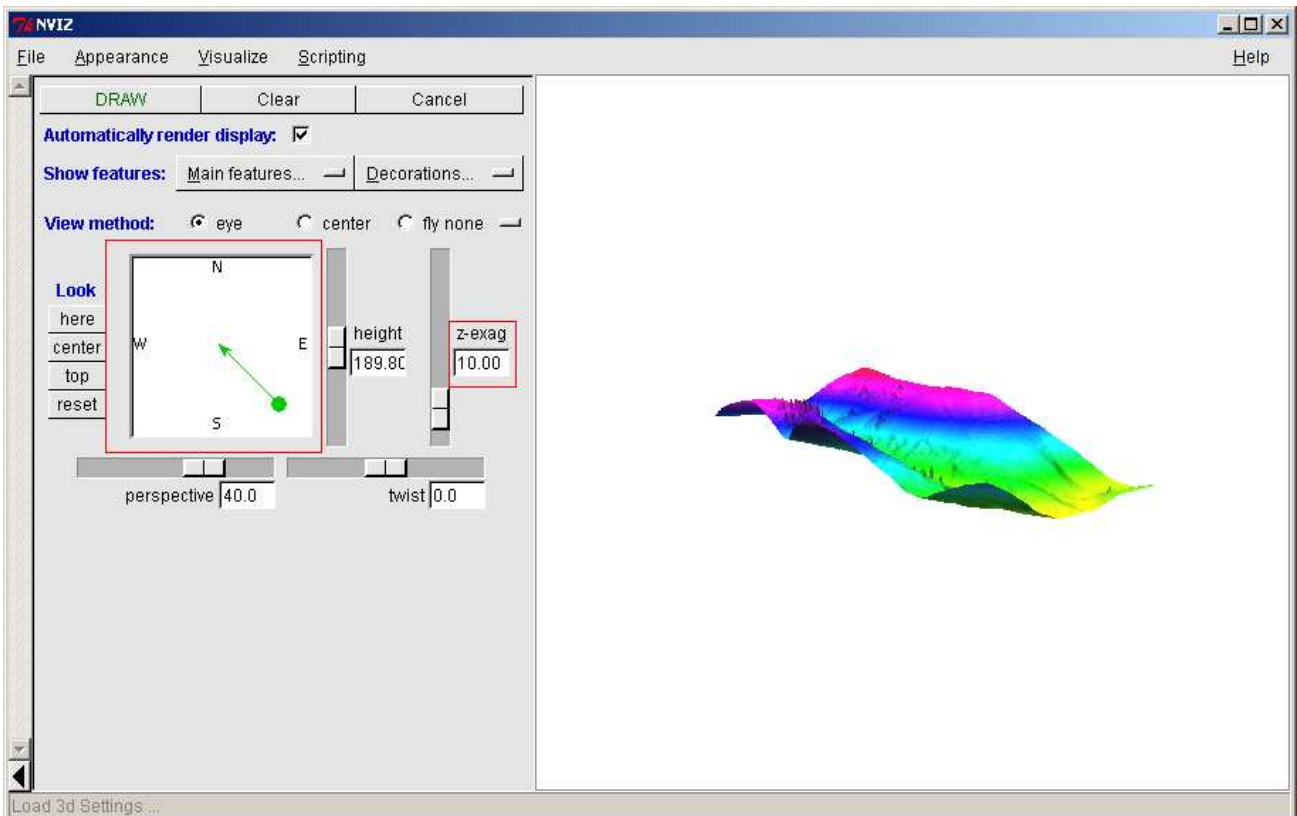 NVIZ
File Appearance Visualize Scripting Help
DRAW Clear Cancel
Automatically render display:
Show features: Main features... Decorations...
View method: eye center fly none
N
Look
here
height z-exag
center W E
189.80 10.00
top
reset
S
perspective 40.0 twist 0.0
Load 3d Settings ...